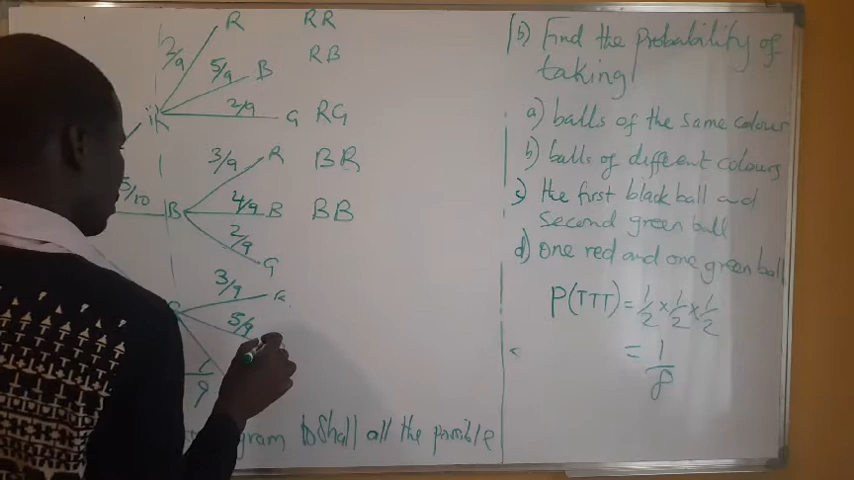 2/9 R RR
5/9 B RB
R 2/9 G RG
3/9 R BR
5/10 B 4/9 B BB
2/9 G
3/9 R
5/9
1/9
gram to Shall all the possible
(b) Find the probability of
taking
a) balls of the same colour
b) balls of different colours
c) the first black ball and
second green ball
d) one red and one green ball
P(TTT) = 1/2 x 1/2 x 1/2
= 1/8